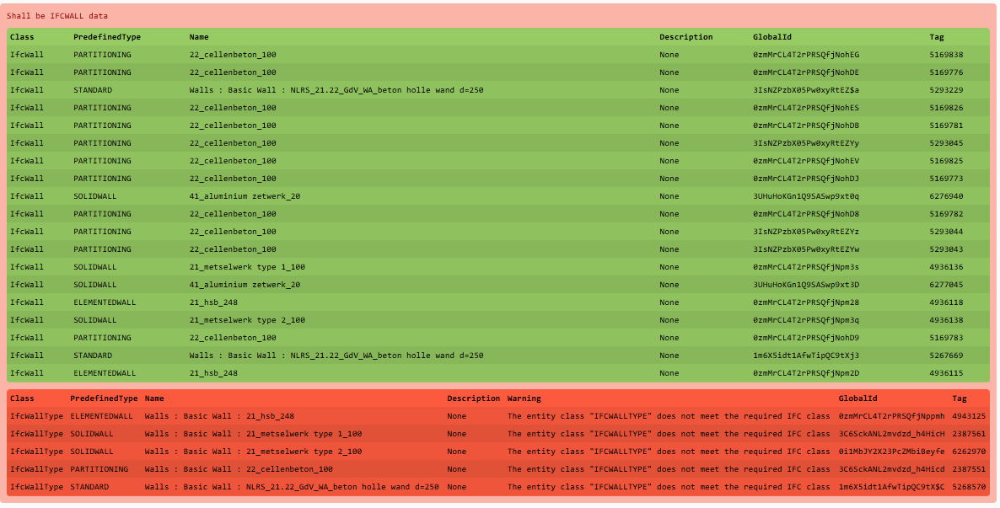 Shall be IFCWALL data
Class PredefinedType Name Description GlobalId Tag
IfcWall PARTITIONING 22_cellenbeton_100 None 0zmMrCL4T2rPRSQfjNohEG 5169838
IfcWall PARTITIONING 22_cellenbeton_100 None 0zmMrCL4T2rPRSQfjNohDE 5169776
IfcWall STANDARD Walls : Basic Wall : NLRS_21.22_GdV_WA_beton holle wand d=250 None 3IsNZPzbX05Pw0xyRtEZ$a 5293229
IfcWall PARTITIONING 22_cellenbeton_100 None 0zmMrCL4T2rPRSQfjNohES 5169826
IfcWall PARTITIONING 22_cellenbeton_100 None 0zmMrCL4T2rPRSQfjNohDB 5169781
IfcWall PARTITIONING 22_cellenbeton_100 None 3IsNZPzbX05Pw0xyRtEZYy 5293045
IfcWall PARTITIONING 22_cellenbeton_100 None 0zmMrCL4T2rPRSQfjNohEV 5169825
IfcWall PARTITIONING 22_cellenbeton_100 None 0zmMrCL4T2rPRSQfjNohDJ 5169773
IfcWall SOLIDWALL 41_aluminium zetwerk_20 None 3UHuHoKGn1Q9SASwp9xt0q 6276940
IfcWall PARTITIONING 22_cellenbeton_100 None 0zmMrCL4T2rPRSQfjNohD8 5169782
IfcWall PARTITIONING 22_cellenbeton_100 None 3IsNZPzbX05Pw0xyRtEZYz 5293044
IfcWall PARTITIONING 22_cellenbeton_100 None 3IsNZPzbX05Pw0xyRtEZYw 5293043
IfcWall SOLIDWALL 21_metselwerk type 1_100 None 0zmMrCL4T2rPRSQfjNpm3s 4936136
IfcWall SOLIDWALL 41_aluminium zetwerk_20 None 3UHuHoKGn1Q9SASwp9xt3D 6277045
IfcWall ELEMENTEDWALL 21_hsb_248 None 0zmMrCL4T2rPRSQfjNpm28 4936118
IfcWall SOLIDWALL 21_metselwerk type 2_100 None 0zmMrCL4T2rPRSQfjNpm3q 4936138
IfcWall PARTITIONING 22_cellenbeton_100 None 0zmMrCL4T2rPRSQfjNohD9 5169783
IfcWall STANDARD Walls : Basic Wall : NLRS_21.22_GdV_WA_beton holle wand d=250 None 1m6X5idt1AfwTipQC9tXj3 5267669
IfcWall ELEMENTEDWALL 21_hsb_248 None 0zmMrCL4T2rPRSQfjNpm2D 4936115
Class PredefinedType Name Description Warning GlobalId Tag
IfcWallType ELEMENTEDWALL Walls : Basic Wall : 21_hsb_248 None The entity class "IFCWALLTYPE" does not meet the required IFC class 0zmMrCL4T2rPRSQfjNppmh 4943125
IfcWallType SOLIDWALL Walls : Basic Wall : 21_metselwerk type 1_100 None The entity class "IFCWALLTYPE" does not meet the required IFC class 3C6SckANL2mvdzd_h4HicH 2387561
IfcWallType SOLIDWALL Walls : Basic Wall : 21_metselwerk type 2_100 None The entity class "IFCWALLTYPE" does not meet the required IFC class 0i1MbJY2X23PcZMbiBeyfe 6262970
IfcWallType PARTITIONING Walls : Basic Wall : 22_cellenbeton_100 None The entity class "IFCWALLTYPE" does not meet the required IFC class 3C6SckANL2mvdzd_h4Hicd 2387551
IfcWallType STANDARD Walls : Basic Wall : NLRS_21.22_GdV_WA_beton holle wand d=250 None The entity class "IFCWALLTYPE" does not meet the required IFC class 1m6X5idt1AfwTipQC9tX$C 5268570